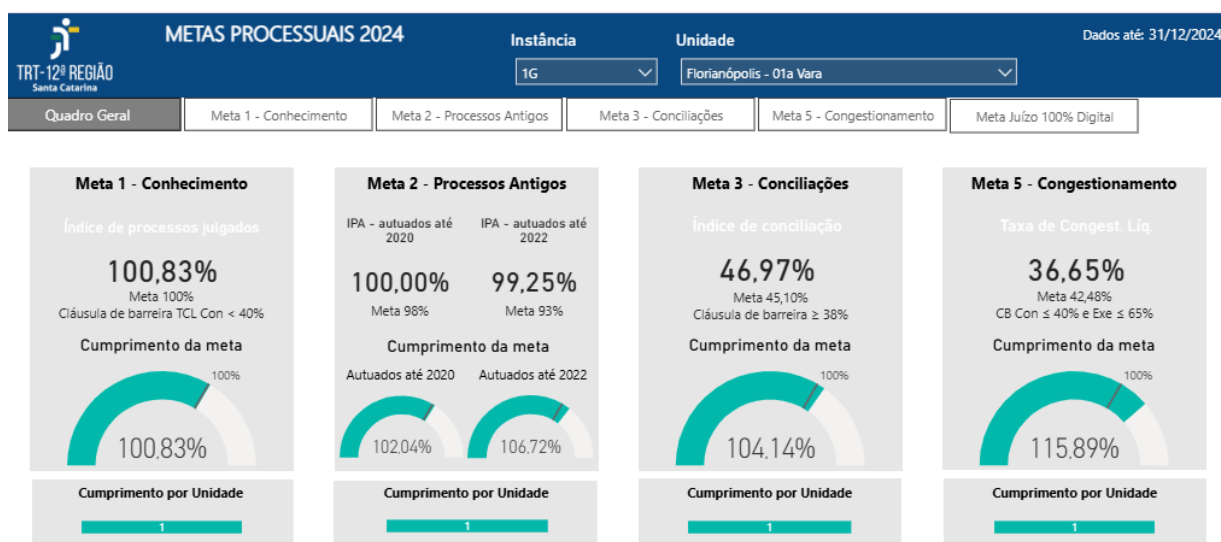 TRT-12ª REGIÃO
Santa Catarina
METAS PROCESSUAIS 2024
Instância
1G
Unidade
Florianópolis - 01a Vara
Dados até: 31/12/2024
Quadro Geral
Meta 1 - Conhecimento
Meta 2 - Processos Antigos
Meta 3 - Conciliações
Meta 5 - Congestionamento
Meta Juízo 100% Digital
Meta 1 - Conhecimento
Índice de processos julgados
100,83%
Meta 100%
Cláusula de barreira TCL Con < 40%
Cumprimento da meta
100%
100,83%
Cumprimento por Unidade
1
Meta 2 - Processos Antigos
IPA - autuados até
2020
IPA - autuados até
2022
100,00%
Meta 98%
99,25%
Meta 93%
Cumprimento da meta
Autuados até 2020
Autuados até 2022
102,04%
106,72%
Cumprimento por Unidade
1
Meta 3 - Conciliações
Índice de conciliação
46,97%
Meta 45,10%
Cláusula de barreira ≥ 38%
Cumprimento da meta
100%
104,14%
Cumprimento por Unidade
1
Meta 5 - Congestionamento
Taxa de Congest. Líq.
36,65%
Meta 42,48%
CB Con ≤ 40% e Exe ≤ 65%
Cumprimento da meta
100%
115,89%
Cumprimento por Unidade
1